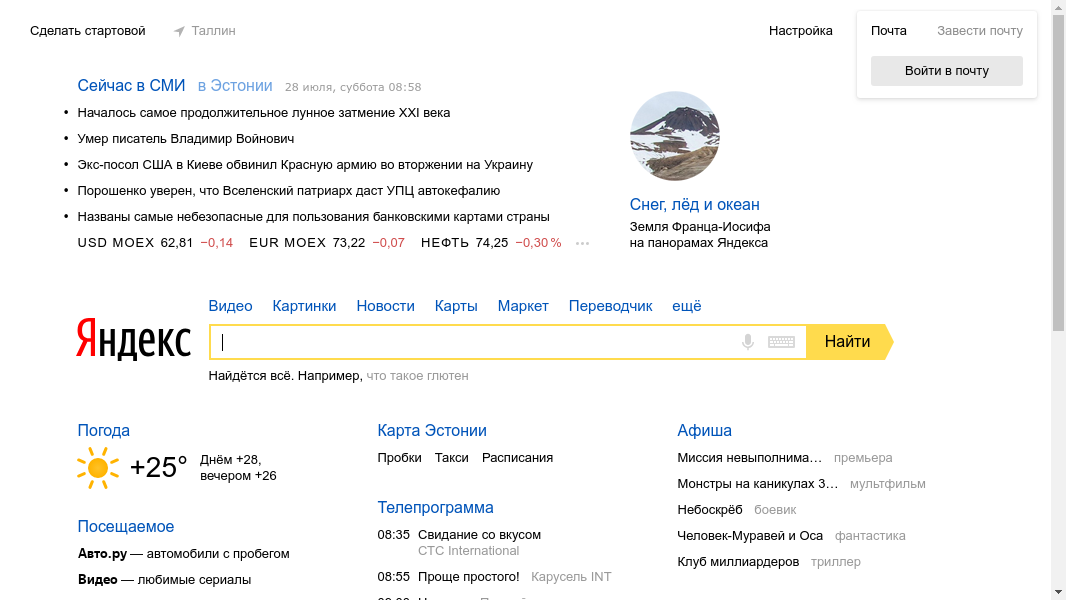 Сделать стартовой Таллин Настройка Почта Завести почту
Войти в почту
Сейчас в СМИ в Эстонии 28 июля, суббота 08:58
• Началось самое продолжительное лунное затмение XXI века
• Умер писатель Владимир Войнович
• Экс-посол США в Киеве обвинил Красную армию во вторжении на Украину
• Порошенко уверен, что Вселенский патриарх даст УПЦ автокефалию
• Названы самые небезопасные для пользования банковскими картами страны
USD MOEX 62,81 −0,14 EUR MOEX 73,22 −0,07 НЕФТЬ 74,25 −0,30 %
Снег, лёд и океан
Земля Франца-Иосифа
на панорамах Яндекса
Видео Картинки Новости Карты Маркет Переводчик ещё
Яндекс
Найти
Найдётся всё. Например, что такое глютен
Погода
+25°
Днём +28,
вечером +26
Посещаемое
Авто.ру — автомобили с пробегом
Видео — любимые сериалы
Карта Эстонии
Пробки Такси Расписания
Телепрограмма
08:35 Свидание со вкусом
CTC International
08:55 Проще простого! Карусель INT
Афиша
Миссия невыполнима… премьера
Монстры на каникулах 3… мультфильм
Небоскрёб боевик
Человек-Муравей и Оса фантастика
Клуб миллиардеров триллер